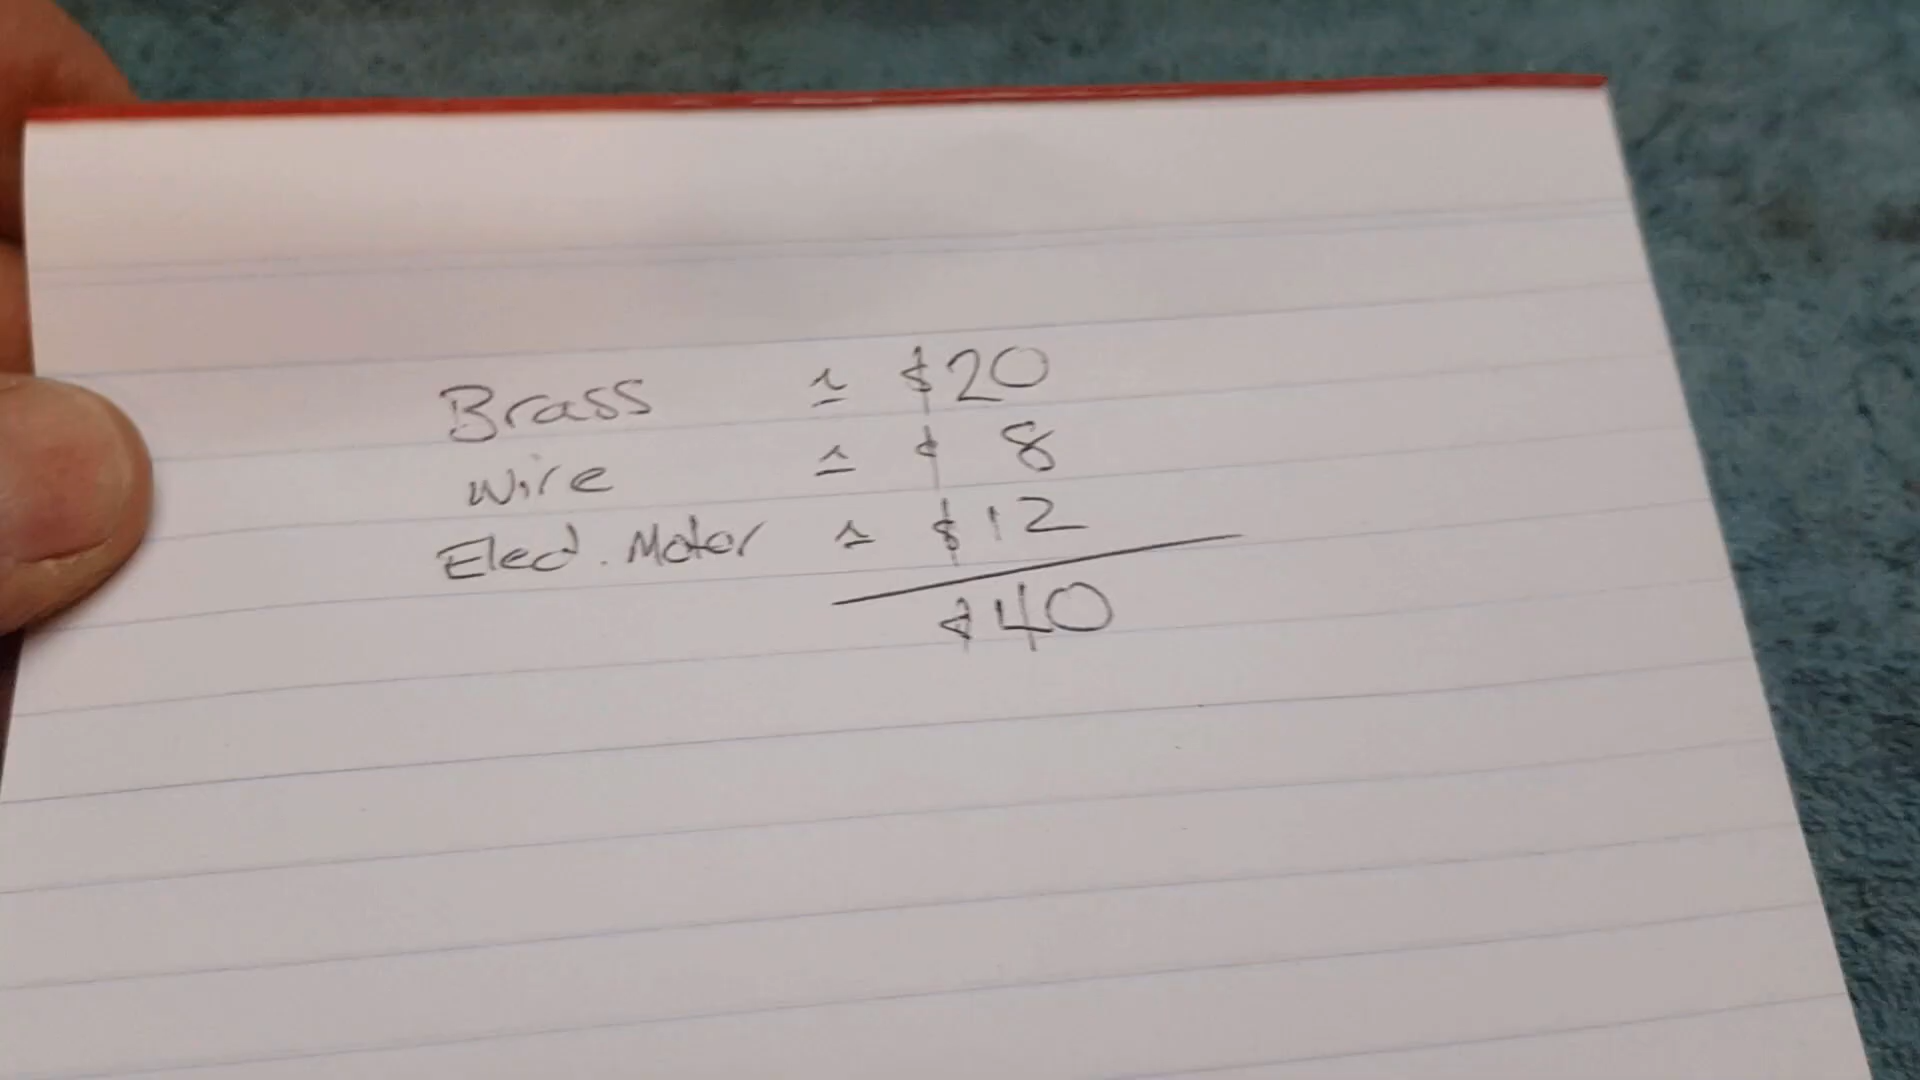 Brass ≃ $20
Wire ≃ $ 8
Elec. Motor ≃ $12
$40